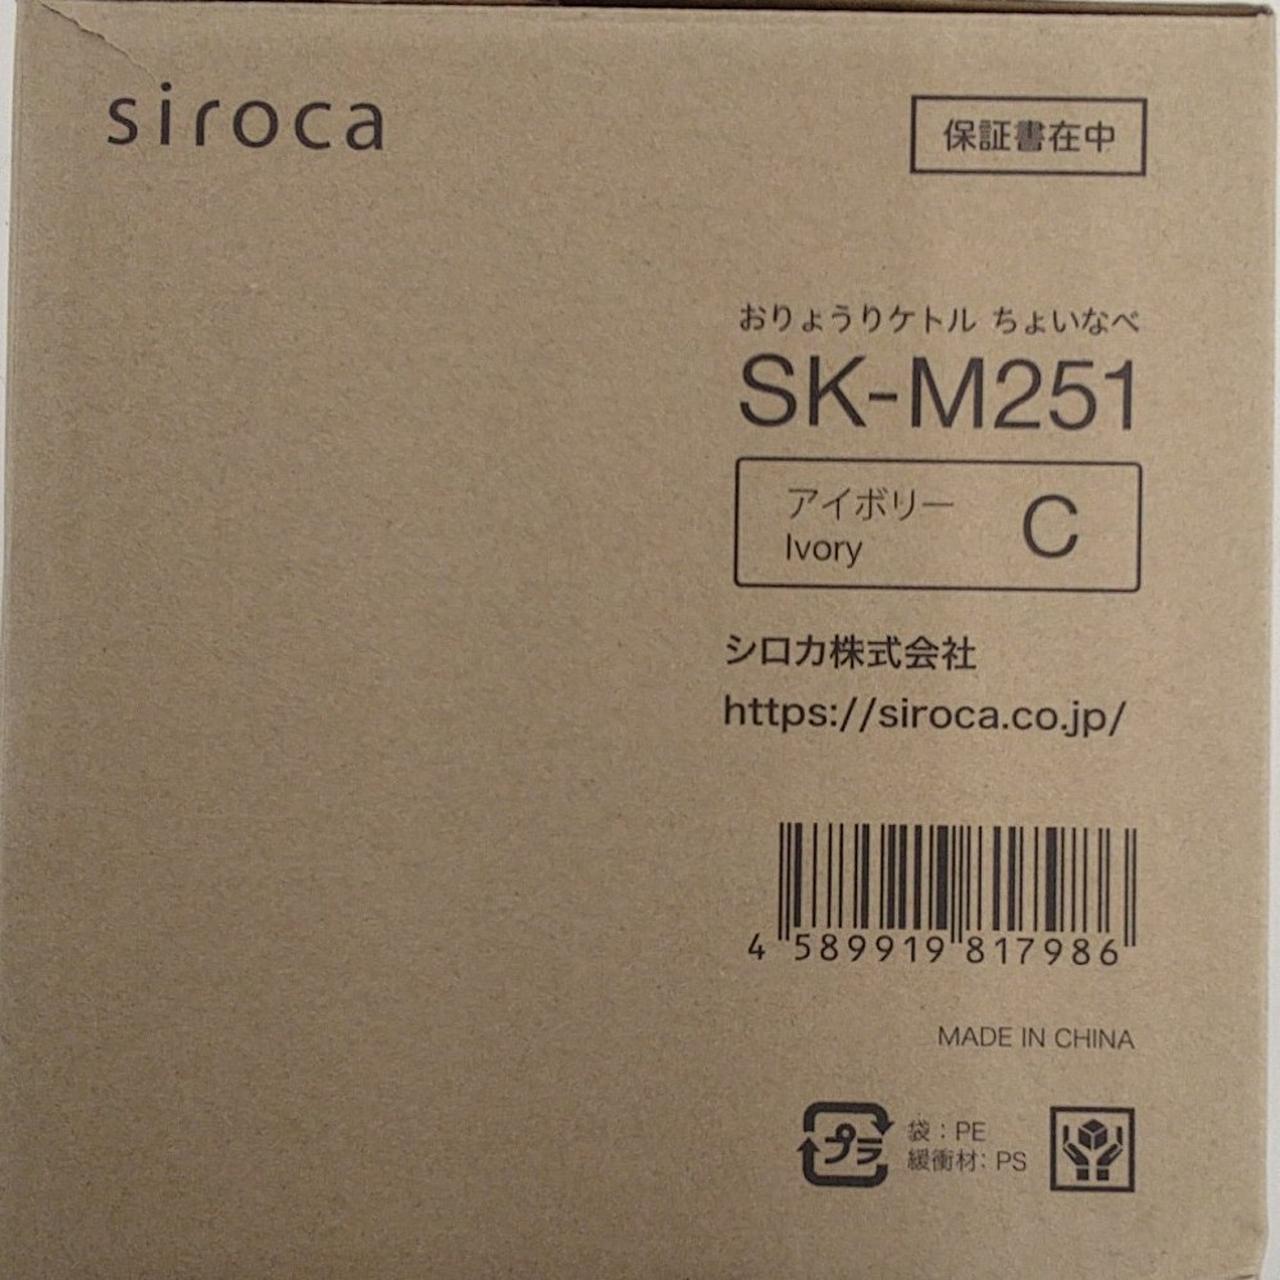 siroca
保証書在中
おりょうりケトル ちょいなべ
SK-M251
アイボリー C
Ivory
シロカ株式会社
https://siroca.co.jp/
4 589919 817986
MADE IN CHINA
プラ
袋：PE
緩衝材：PS